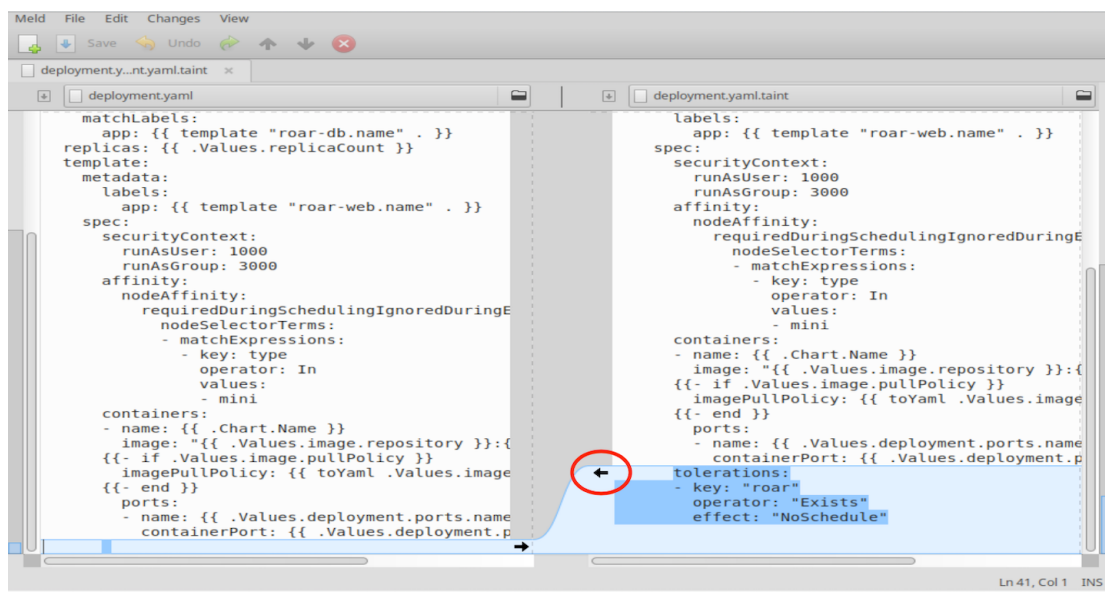 Meld File Edit Changes View
Save Undo
deployment.y...nt.yaml.taint ×
deployment.yaml
matchLabels:
app: {{ template "roar-db.name" . }}
replicas: {{ .Values.replicaCount }}
template:
metadata:
labels:
app: {{ template "roar-web.name" . }}
spec:
securityContext:
runAsUser: 1000
runAsGroup: 3000
affinity:
nodeAffinity:
requiredDuringSchedulingIgnoredDuringE
nodeSelectorTerms:
- matchExpressions:
- key: type
operator: In
values:
- mini
containers:
- name: {{ .Chart.Name }}
image: "{{ .Values.image.repository }}:{
{{- if .Values.image.pullPolicy }}
imagePullPolicy: {{ toYaml .Values.image
{{- end }}
ports:
- name: {{ .Values.deployment.ports.name
containerPort: {{ .Values.deployment.p
deployment.yaml.taint
labels:
app: {{ template "roar-web.name" . }}
spec:
securityContext:
runAsUser: 1000
runAsGroup: 3000
affinity:
nodeAffinity:
requiredDuringSchedulingIgnoredDuringE
nodeSelectorTerms:
- matchExpressions:
- key: type
operator: In
values:
- mini
containers:
- name: {{ .Chart.Name }}
image: "{{ .Values.image.repository }}:{
{{- if .Values.image.pullPolicy }}
imagePullPolicy: {{ toYaml .Values.image
{{- end }}
ports:
- name: {{ .Values.deployment.ports.name
containerPort: {{ .Values.deployment.p
tolerations:
- key: "roar"
operator: "Exists"
effect: "NoSchedule"
Ln 41, Col 1 INS